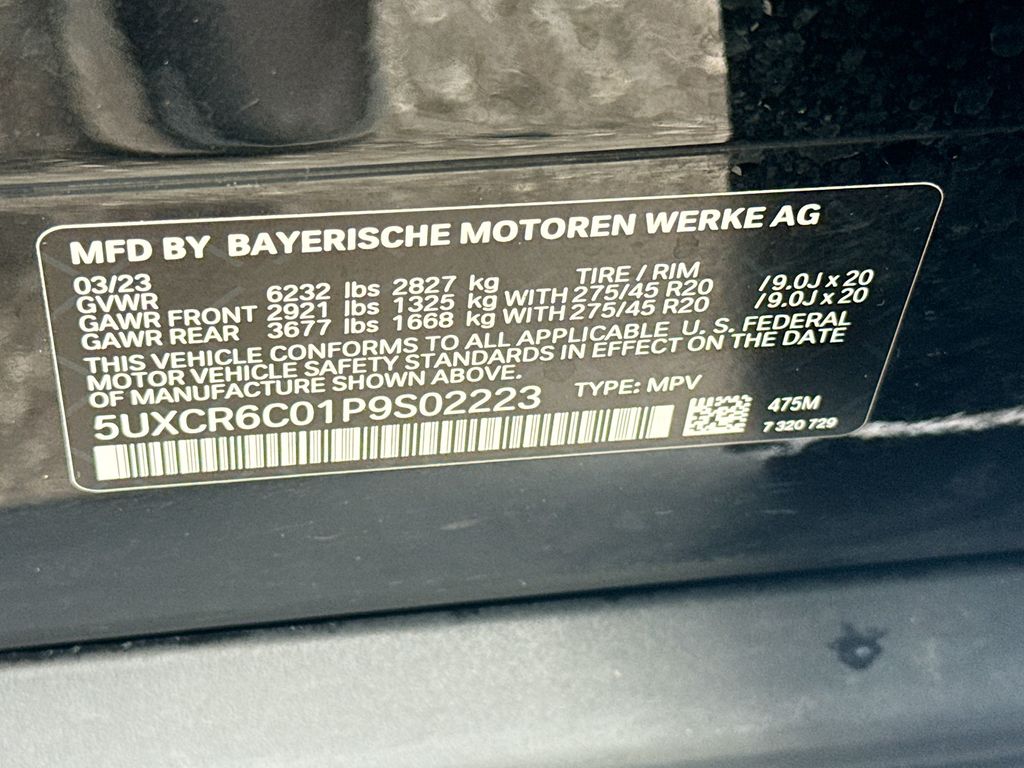 MFD BY BAYERISCHE MOTOREN WERKE AG
03/23 TIRE / RIM
GVWR 6232 lbs 2827 kg
GAWR FRONT 2921 lbs 1325 kg WITH 275/45 R20 /9.0J x 20
GAWR REAR 3677 lbs 1668 kg WITH 275/45 R20 /9.0J x 20
THIS VEHICLE CONFORMS TO ALL APPLICABLE U. S. FEDERAL
MOTOR VEHICLE SAFETY STANDARDS IN EFFECT ON THE DATE
OF MANUFACTURE SHOWN ABOVE.
5UXCR6C01P9S02223 TYPE: MPV
475M
7 320 729